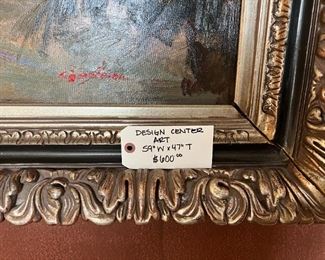 DESIGN CENTER
ART
59"W x 47"T
$600.00